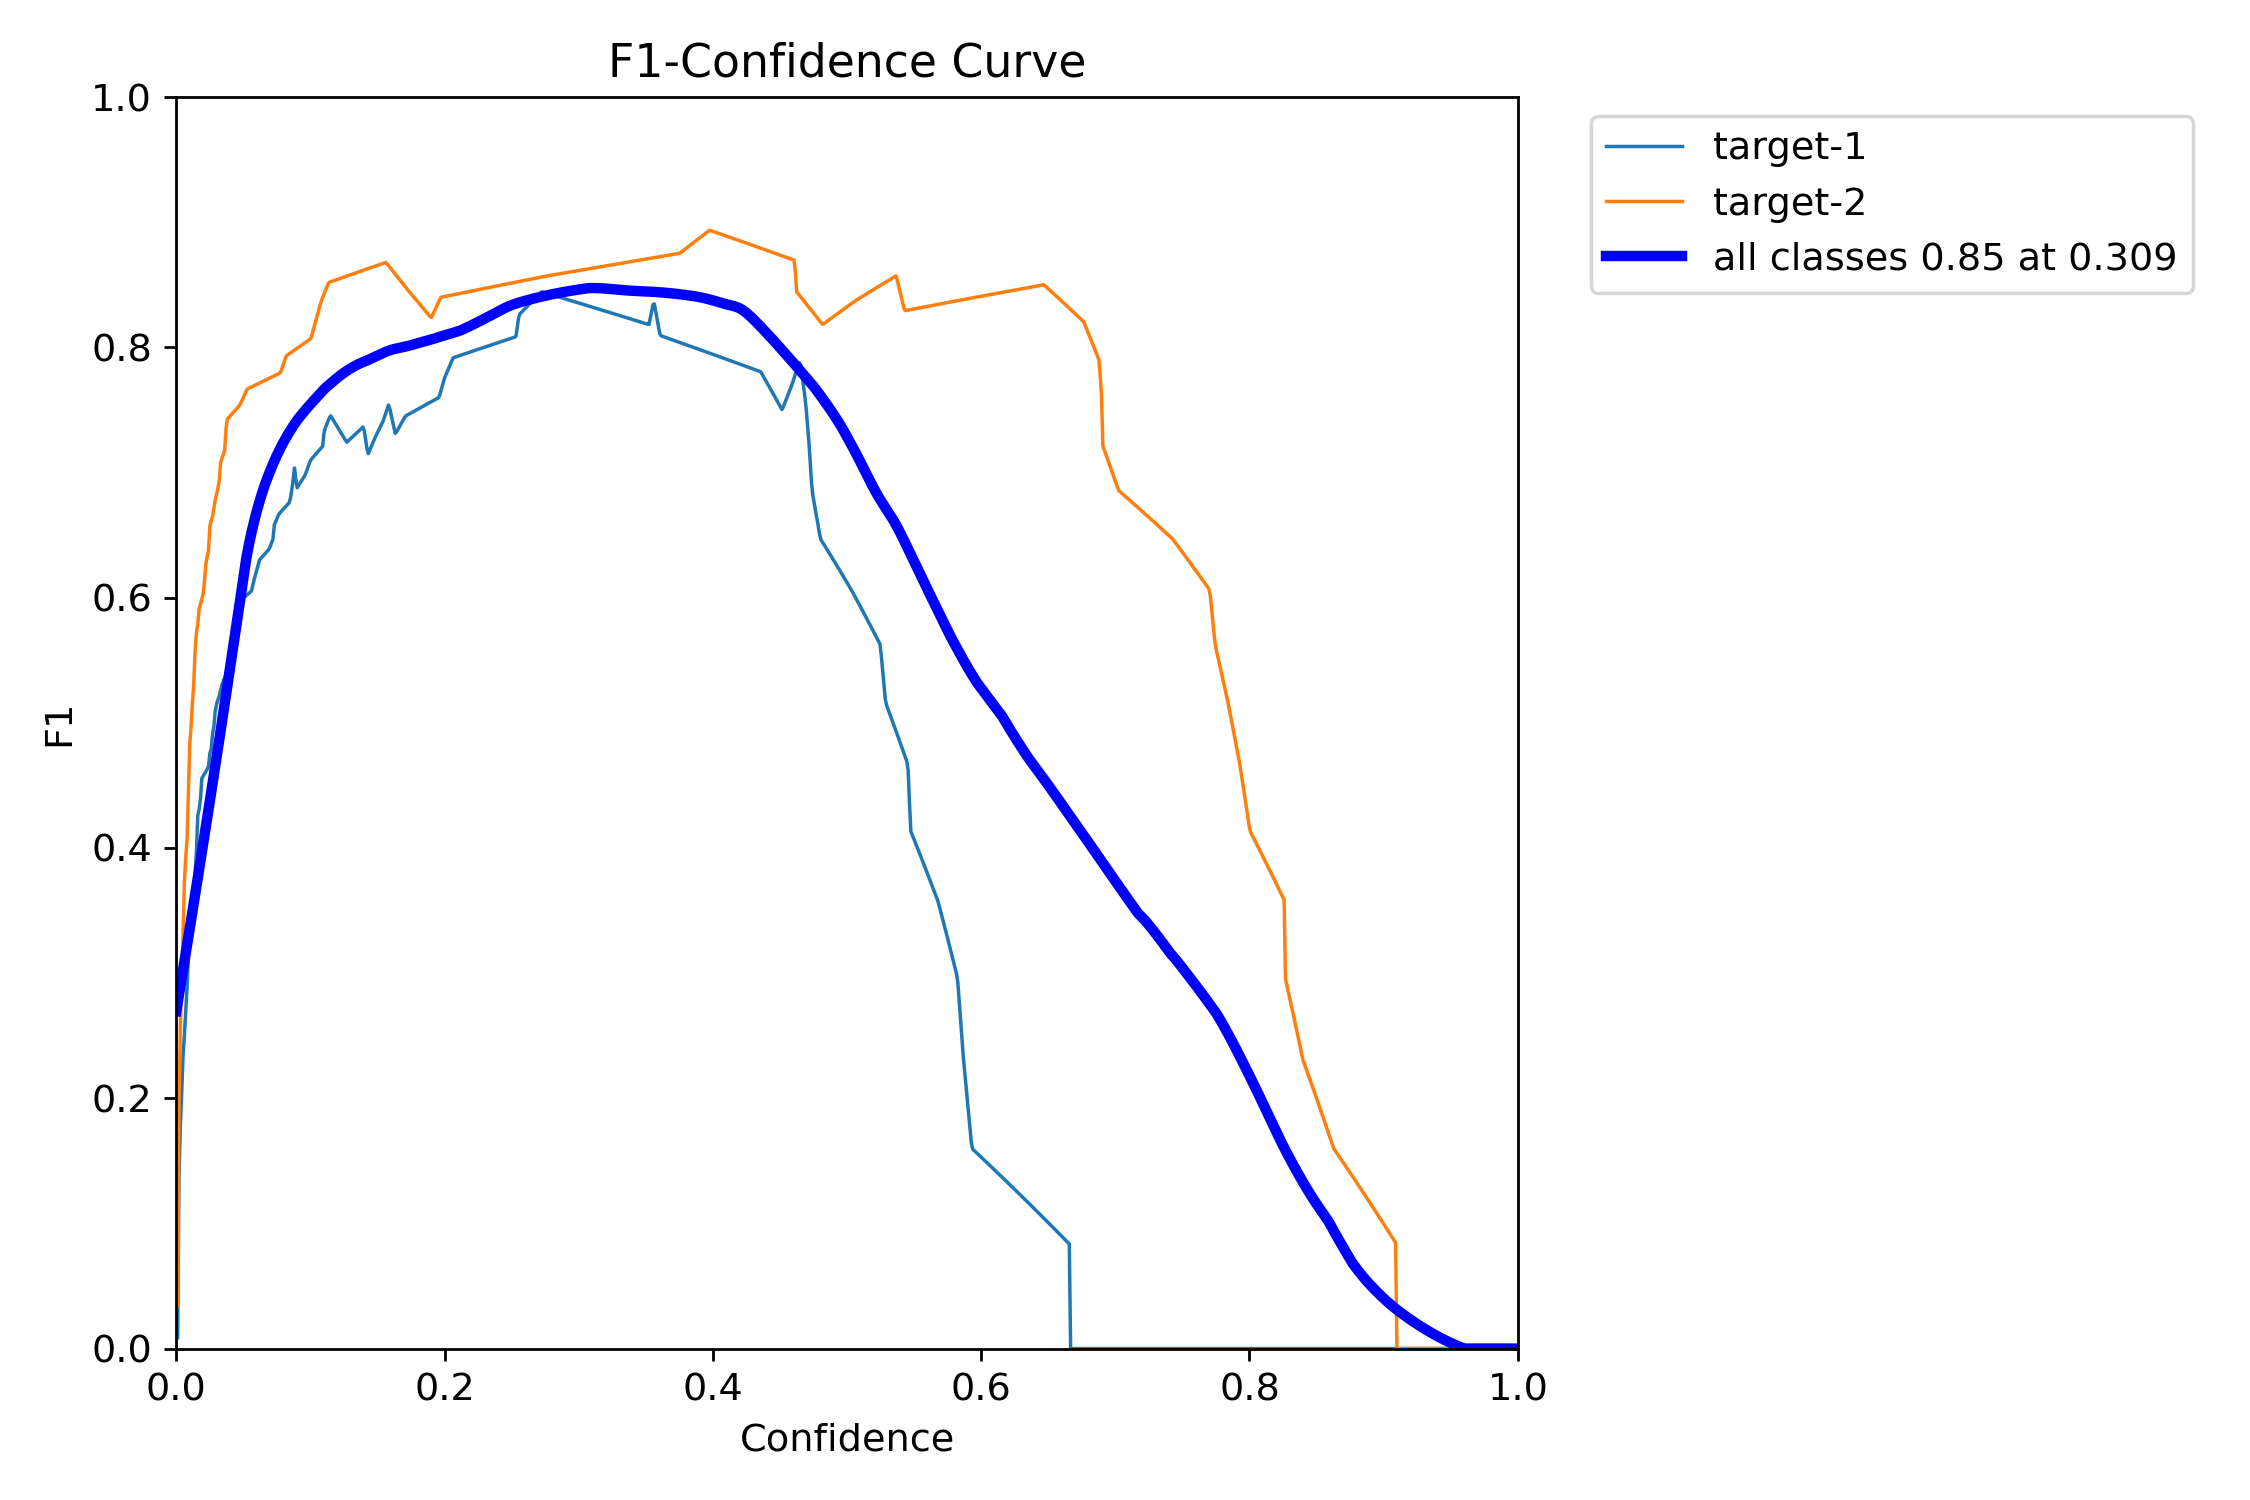 F1-Confidence Curve
1.0
0.8
0.6
0.4
0.2
0.0
F1
0.0 0.2 0.4 0.6 0.8 1.0
Confidence
target-1
target-2
all classes 0.85 at 0.309